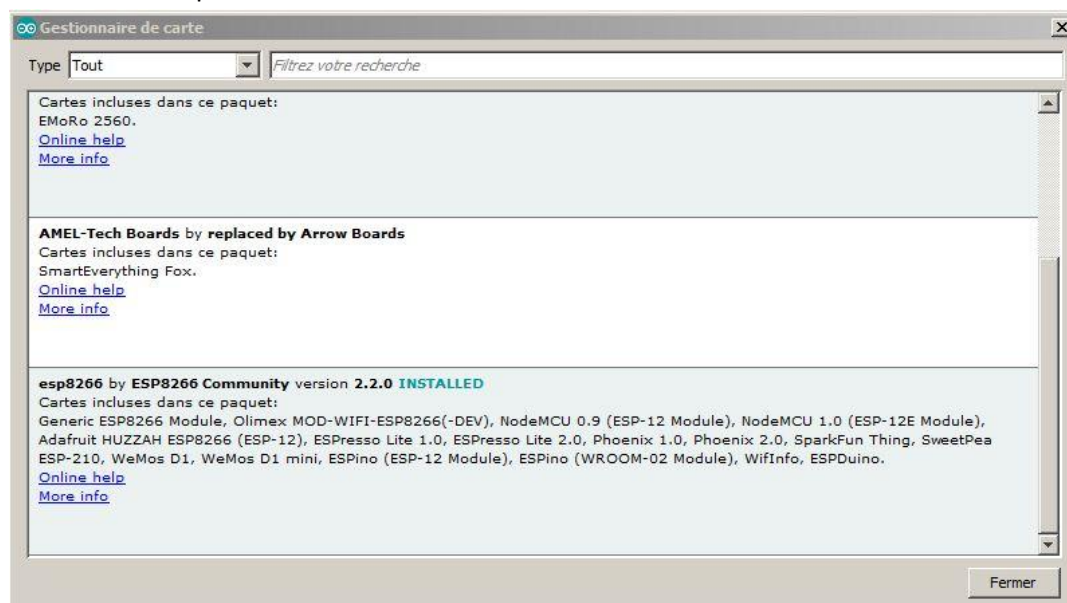 Gestionnaire de carte
Type Tout Filtrez votre recherche
Cartes incluses dans ce paquet:
EMoRo 2560.
Online help
More info
AMEL-Tech Boards by replaced by Arrow Boards
Cartes incluses dans ce paquet:
SmartEverything Fox.
Online help
More info
esp8266 by ESP8266 Community version 2.2.0 INSTALLED
Cartes incluses dans ce paquet:
Generic ESP8266 Module, Olimex MOD-WIFI-ESP8266(-DEV), NodeMCU 0.9 (ESP-12 Module), NodeMCU 1.0 (ESP-12E Module),
Adafruit HUZZAH ESP8266 (ESP-12), ESPresso Lite 1.0, ESPresso Lite 2.0, Phoenix 1.0, Phoenix 2.0, SparkFun Thing, SweetPea
ESP-210, WeMos D1, WeMos D1 mini, ESPino (ESP-12 Module), ESPino (WROOM-02 Module), WifInfo, ESPDuino.
Online help
More info
Fermer